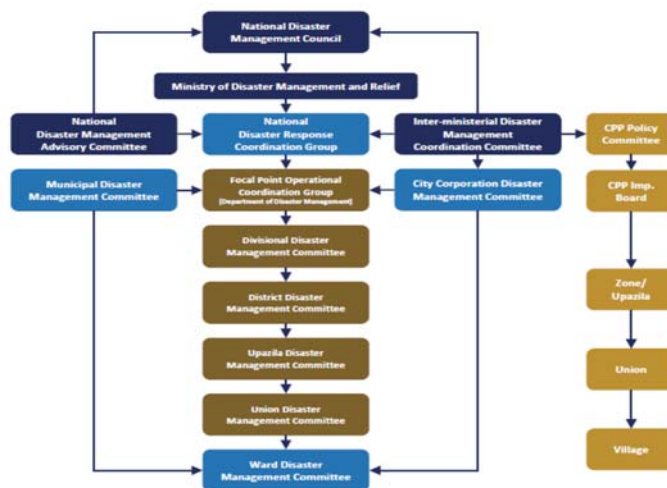 National Disaster
Management Council
Ministry of Disaster Management and Relief
National
Disaster Management
Advisory Committee
National
Disaster Response
Coordination Group
Inter-ministerial Disaster
Management
Coordination Committee
CPP Policy
Committee
Municipal Disaster
Management Committee
Focal Point Operational
Coordination Group
[Department of Disaster Management]
City Corporation Disaster
Management Committee
CPP Imp.
Board
Divisional Disaster
Management Committee
District Disaster
Management Committee
Zone/
Upazila
Upazila Disaster
Management Committee
Union
Union Disaster
Management Committee
Ward Disaster
Management Committee
Village